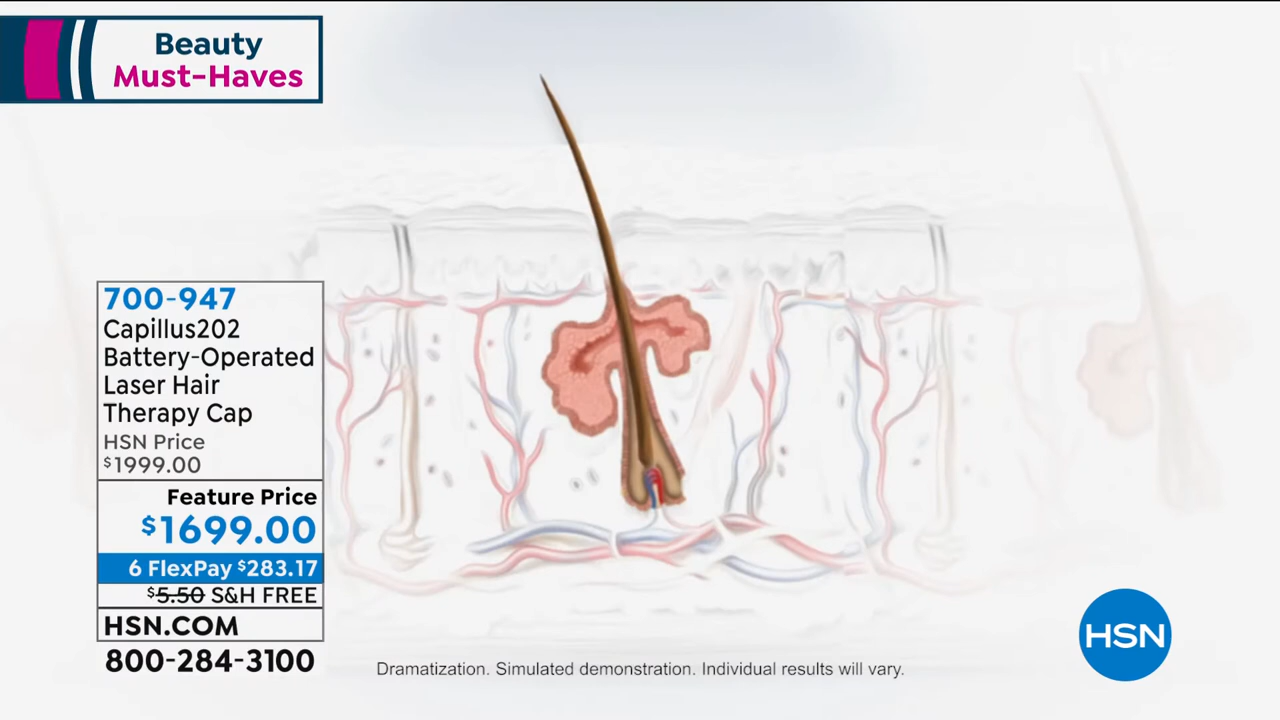 Beauty
Must-Haves
LIVE
700-947
Capillus202
Battery-Operated
Laser Hair
Therapy Cap
HSN Price
$1999.00
Feature Price
$1699.00
6 FlexPay $283.17
$5.50 S&H FREE
HSN.COM
800-284-3100
Dramatization. Simulated demonstration. Individual results will vary.
HSN